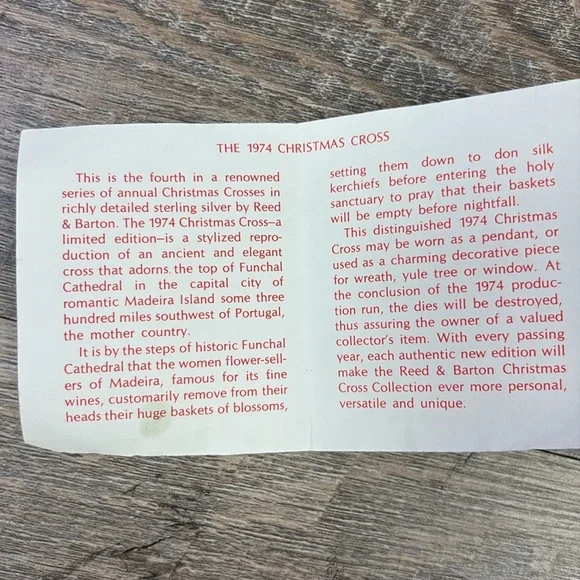 THE 1974 CHRISTMAS CROSS
This is the fourth in a renowned
series of annual Christmas Crosses in
richly detailed sterling silver by Reed
& Barton. The 1974 Christmas Cross—a
limited edition—is a stylized repro-
duction of an ancient and elegant
cross that adorns the top of Funchal
Cathedral in the capital city of
romantic Madeira Island some three
hundred miles southwest of Portugal,
the mother country.
It is by the steps of historic Funchal
Cathedral that the women flower-sell-
ers of Madeira, famous for its fine
wines, customarily remove from their
heads their huge baskets of blossoms,
setting them down to don silk
kerchiefs before entering the holy
sanctuary to pray that their baskets
will be empty before nightfall.
This distinguished 1974 Christmas
Cross may be worn as a pendant, or
used as a charming decorative piece
for wreath, yule tree or window. At
the conclusion of the 1974 produc-
tion run, the dies will be destroyed,
thus assuring the owner of a valued
collector's item. With every passing
year, each authentic new edition will
make the Reed & Barton Christmas
Cross Collection ever more personal,
versatile and unique.